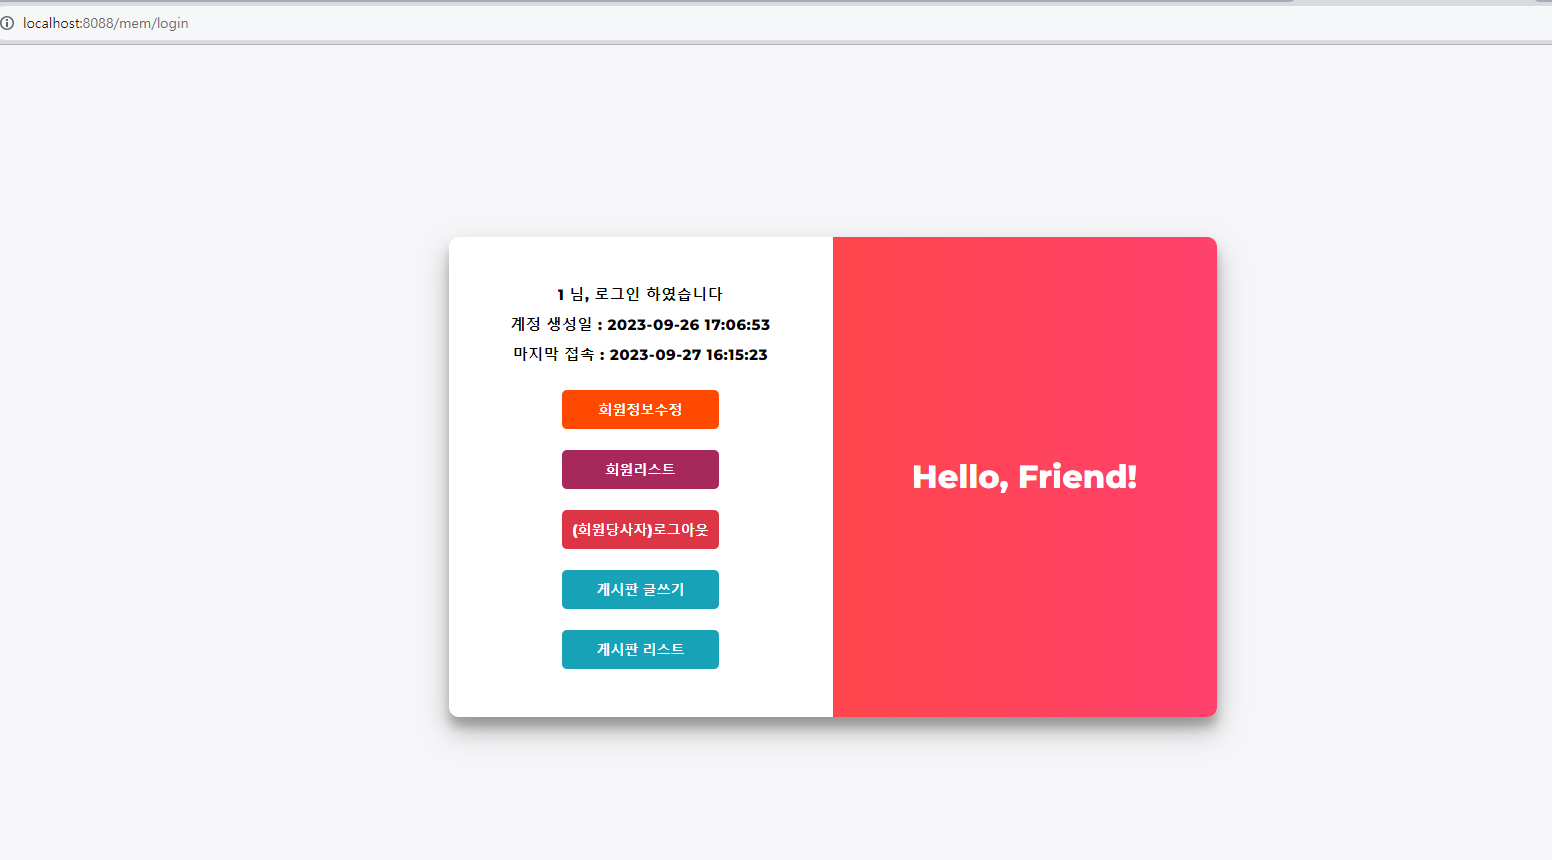 localhost:8088/mem/login
1 님, 로그인 하였습니다
계정 생성일 : 2023-09-26 17:06:53
마지막 접속 : 2023-09-27 16:15:23
회원정보수정
회원리스트
(회원당사자)로그아웃
게시판 글쓰기
게시판 리스트
Hello, Friend!